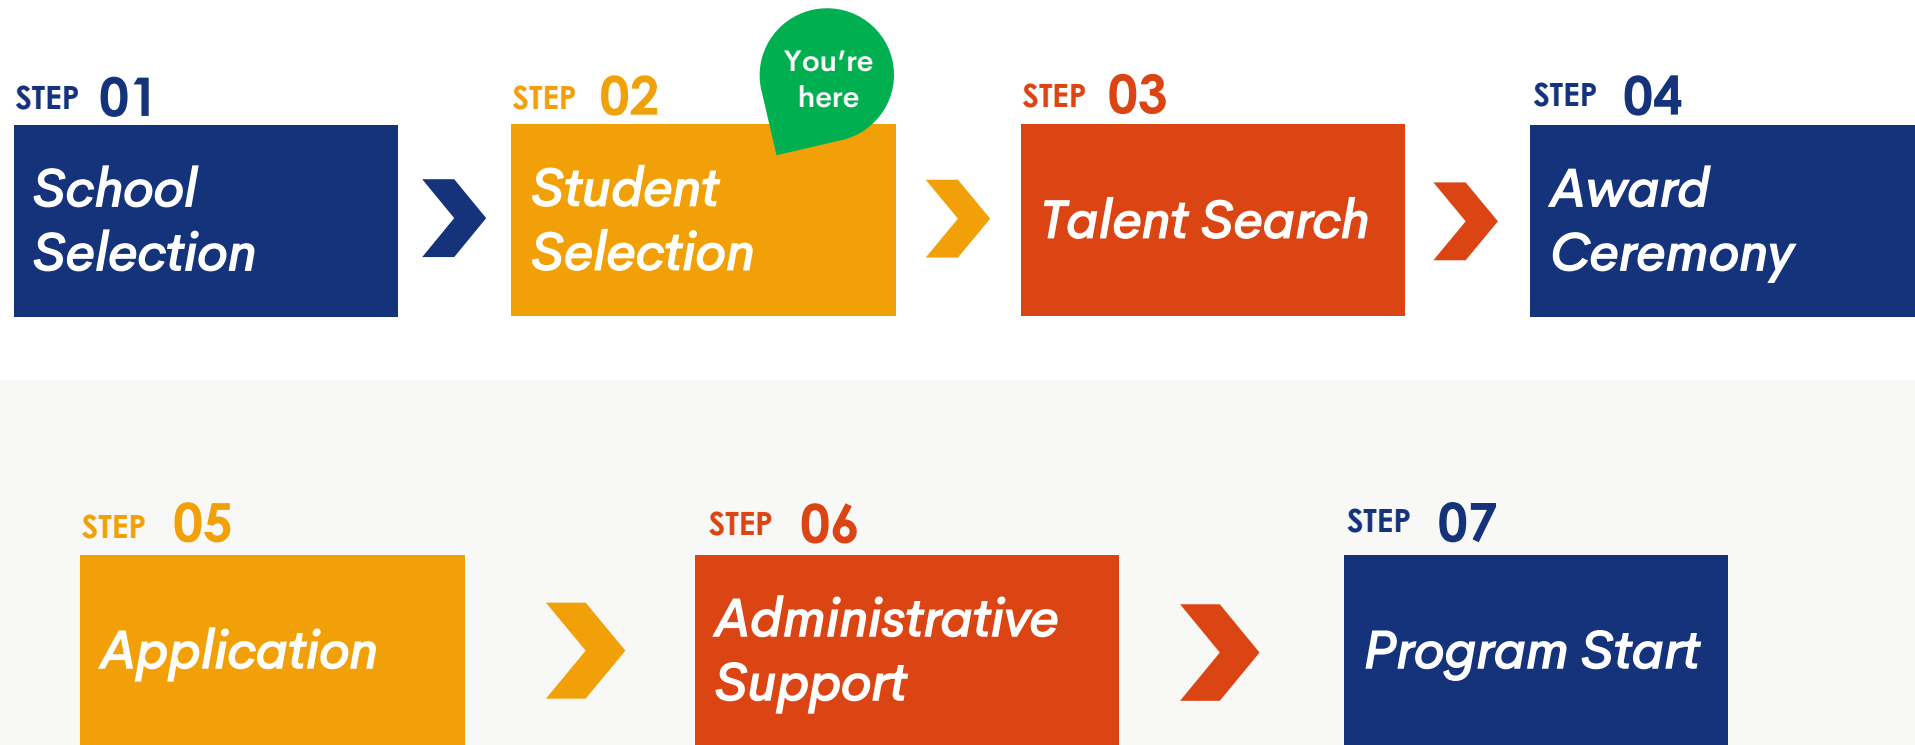 STEP 01
School
Selection
STEP 02
You're
here
Student
Selection
STEP 03
Talent Search
STEP 04
Award
Ceremony
STEP 05
Application
STEP 06
Administrative
Support
STEP 07
Program Start